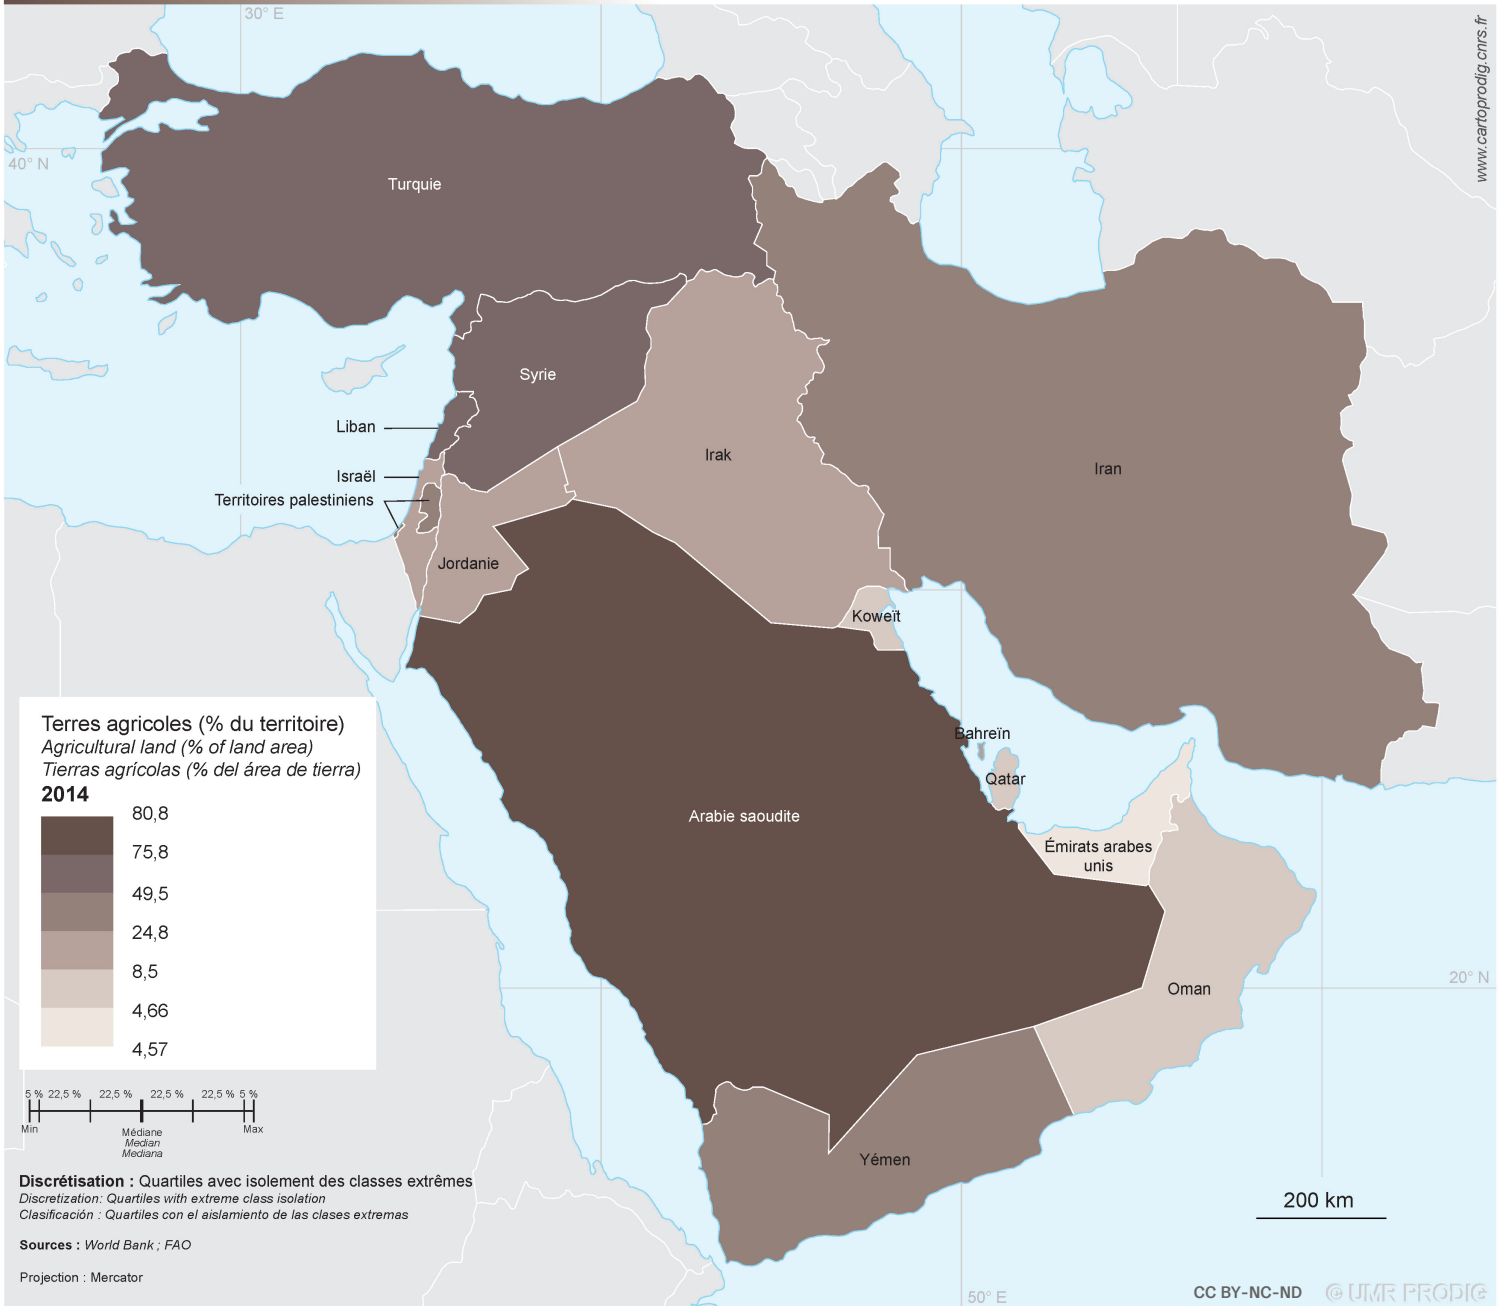 30° E
www.cartoprodig.cnrs.fr
40° N
Turquie
Syrie
Liban
Irak
Iran
Israël
Territoires palestiniens
Jordanie
Koweït
Bahreïn
Qatar
Arabie saoudite
Émirats arabes
unis
Oman
20° N
Yémen
Terres agricoles (% du territoire)
Agricultural land (% of land area)
Tierras agrícolas (% del área de tierra)
2014
80,8
75,8
49,5
24,8
8,5
4,66
4,57
5 % 22,5 % 22,5 % 22,5 % 22,5 % 5 %
Min Médiane Max
Median
Mediana
Discrétisation : Quartiles avec isolement des classes extrêmes
Discretization: Quartiles with extreme class isolation
Clasificación : Quartiles con el aislamiento de las clases extremas
Sources : World Bank ; FAO
Projection : Mercator
200 km
50° E
CC BY-NC-ND © UMR PRODIG